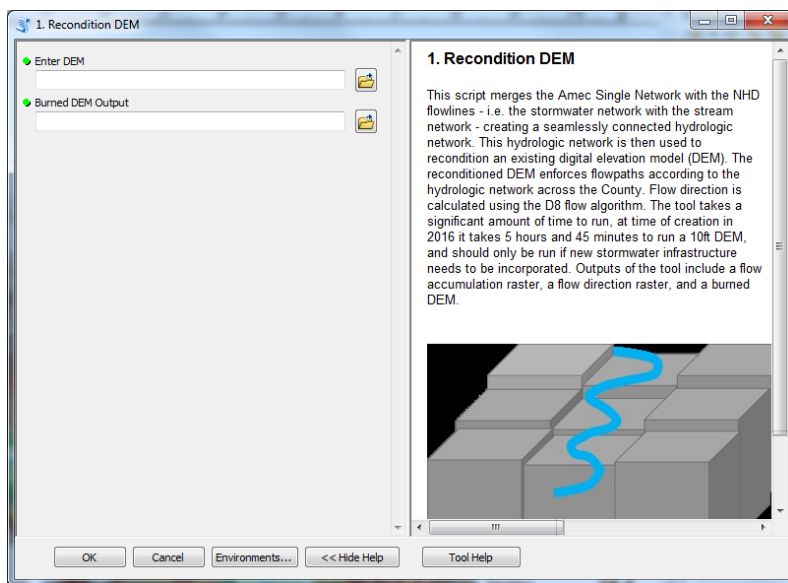 1. Recondition DEM
Enter DEM
Burned DEM Output
1. Recondition DEM
This script merges the Amec Single Network with the NHD
flowlines - i.e. the stormwater network with the stream
network - creating a seamlessly connected hydrologic
network. This hydrologic network is then used to
recondition an existing digital elevation model (DEM). The
reconditioned DEM enforces flowpaths according to the
hydrologic network across the County. Flow direction is
calculated using the D8 flow algorithm. The tool takes a
significant amount of time to run, at time of creation in
2016 it takes 5 hours and 45 minutes to run a 10ft DEM,
and should only be run if new stormwater infrastructure
needs to be incorporated. Outputs of the tool include a flow
accumulation raster, a flow direction raster, and a burned
DEM.
OK
Cancel
Environments...
<< Hide Help
Tool Help